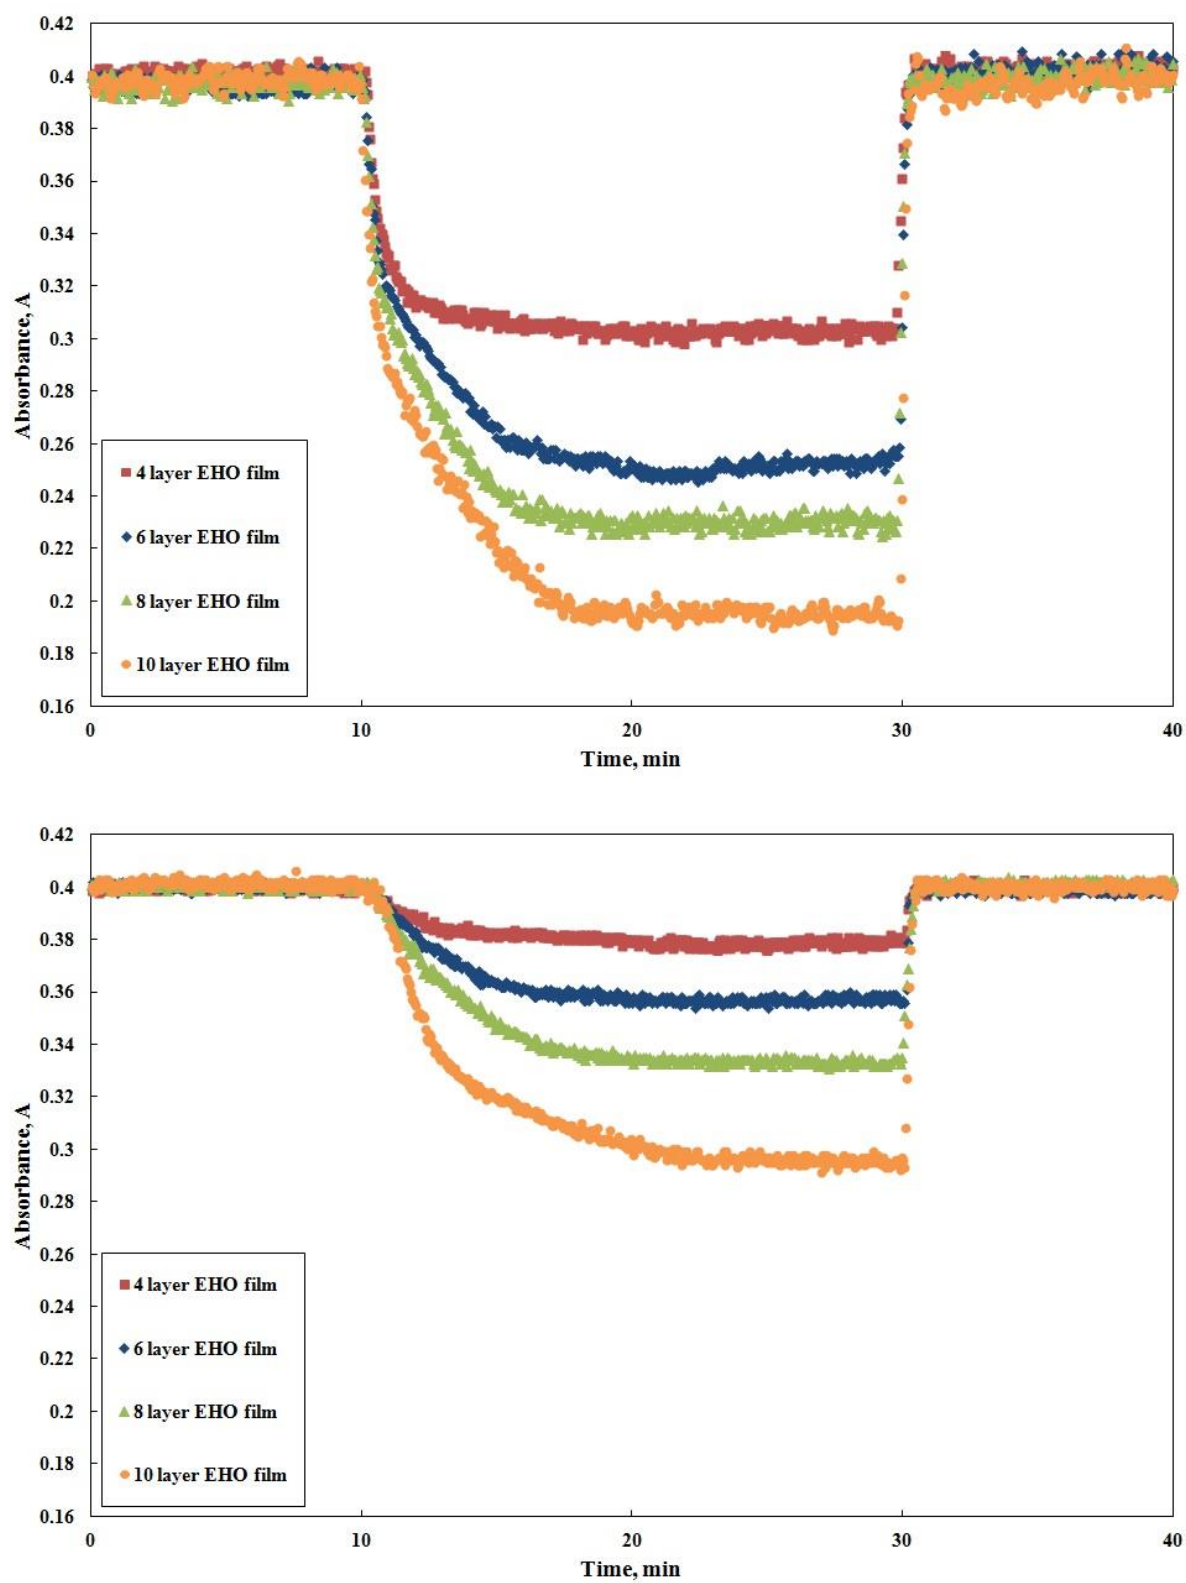 0.42
0.4
0.38
0.36
0.34
0.32
0.3
0.28
0.26
0.24
0.22
0.2
0.18
0.16
Absorbance, A
4 layer EHO film
6 layer EHO film
8 layer EHO film
10 layer EHO film
0 10 20 30 40
Time, min
0.42
0.4
0.38
0.36
0.34
0.32
0.3
0.28
0.26
0.24
0.22
0.2
0.18
0.16
Absorbance, A
4 layer EHO film
6 layer EHO film
8 layer EHO film
10 layer EHO film
0 10 20 30 40
Time, min